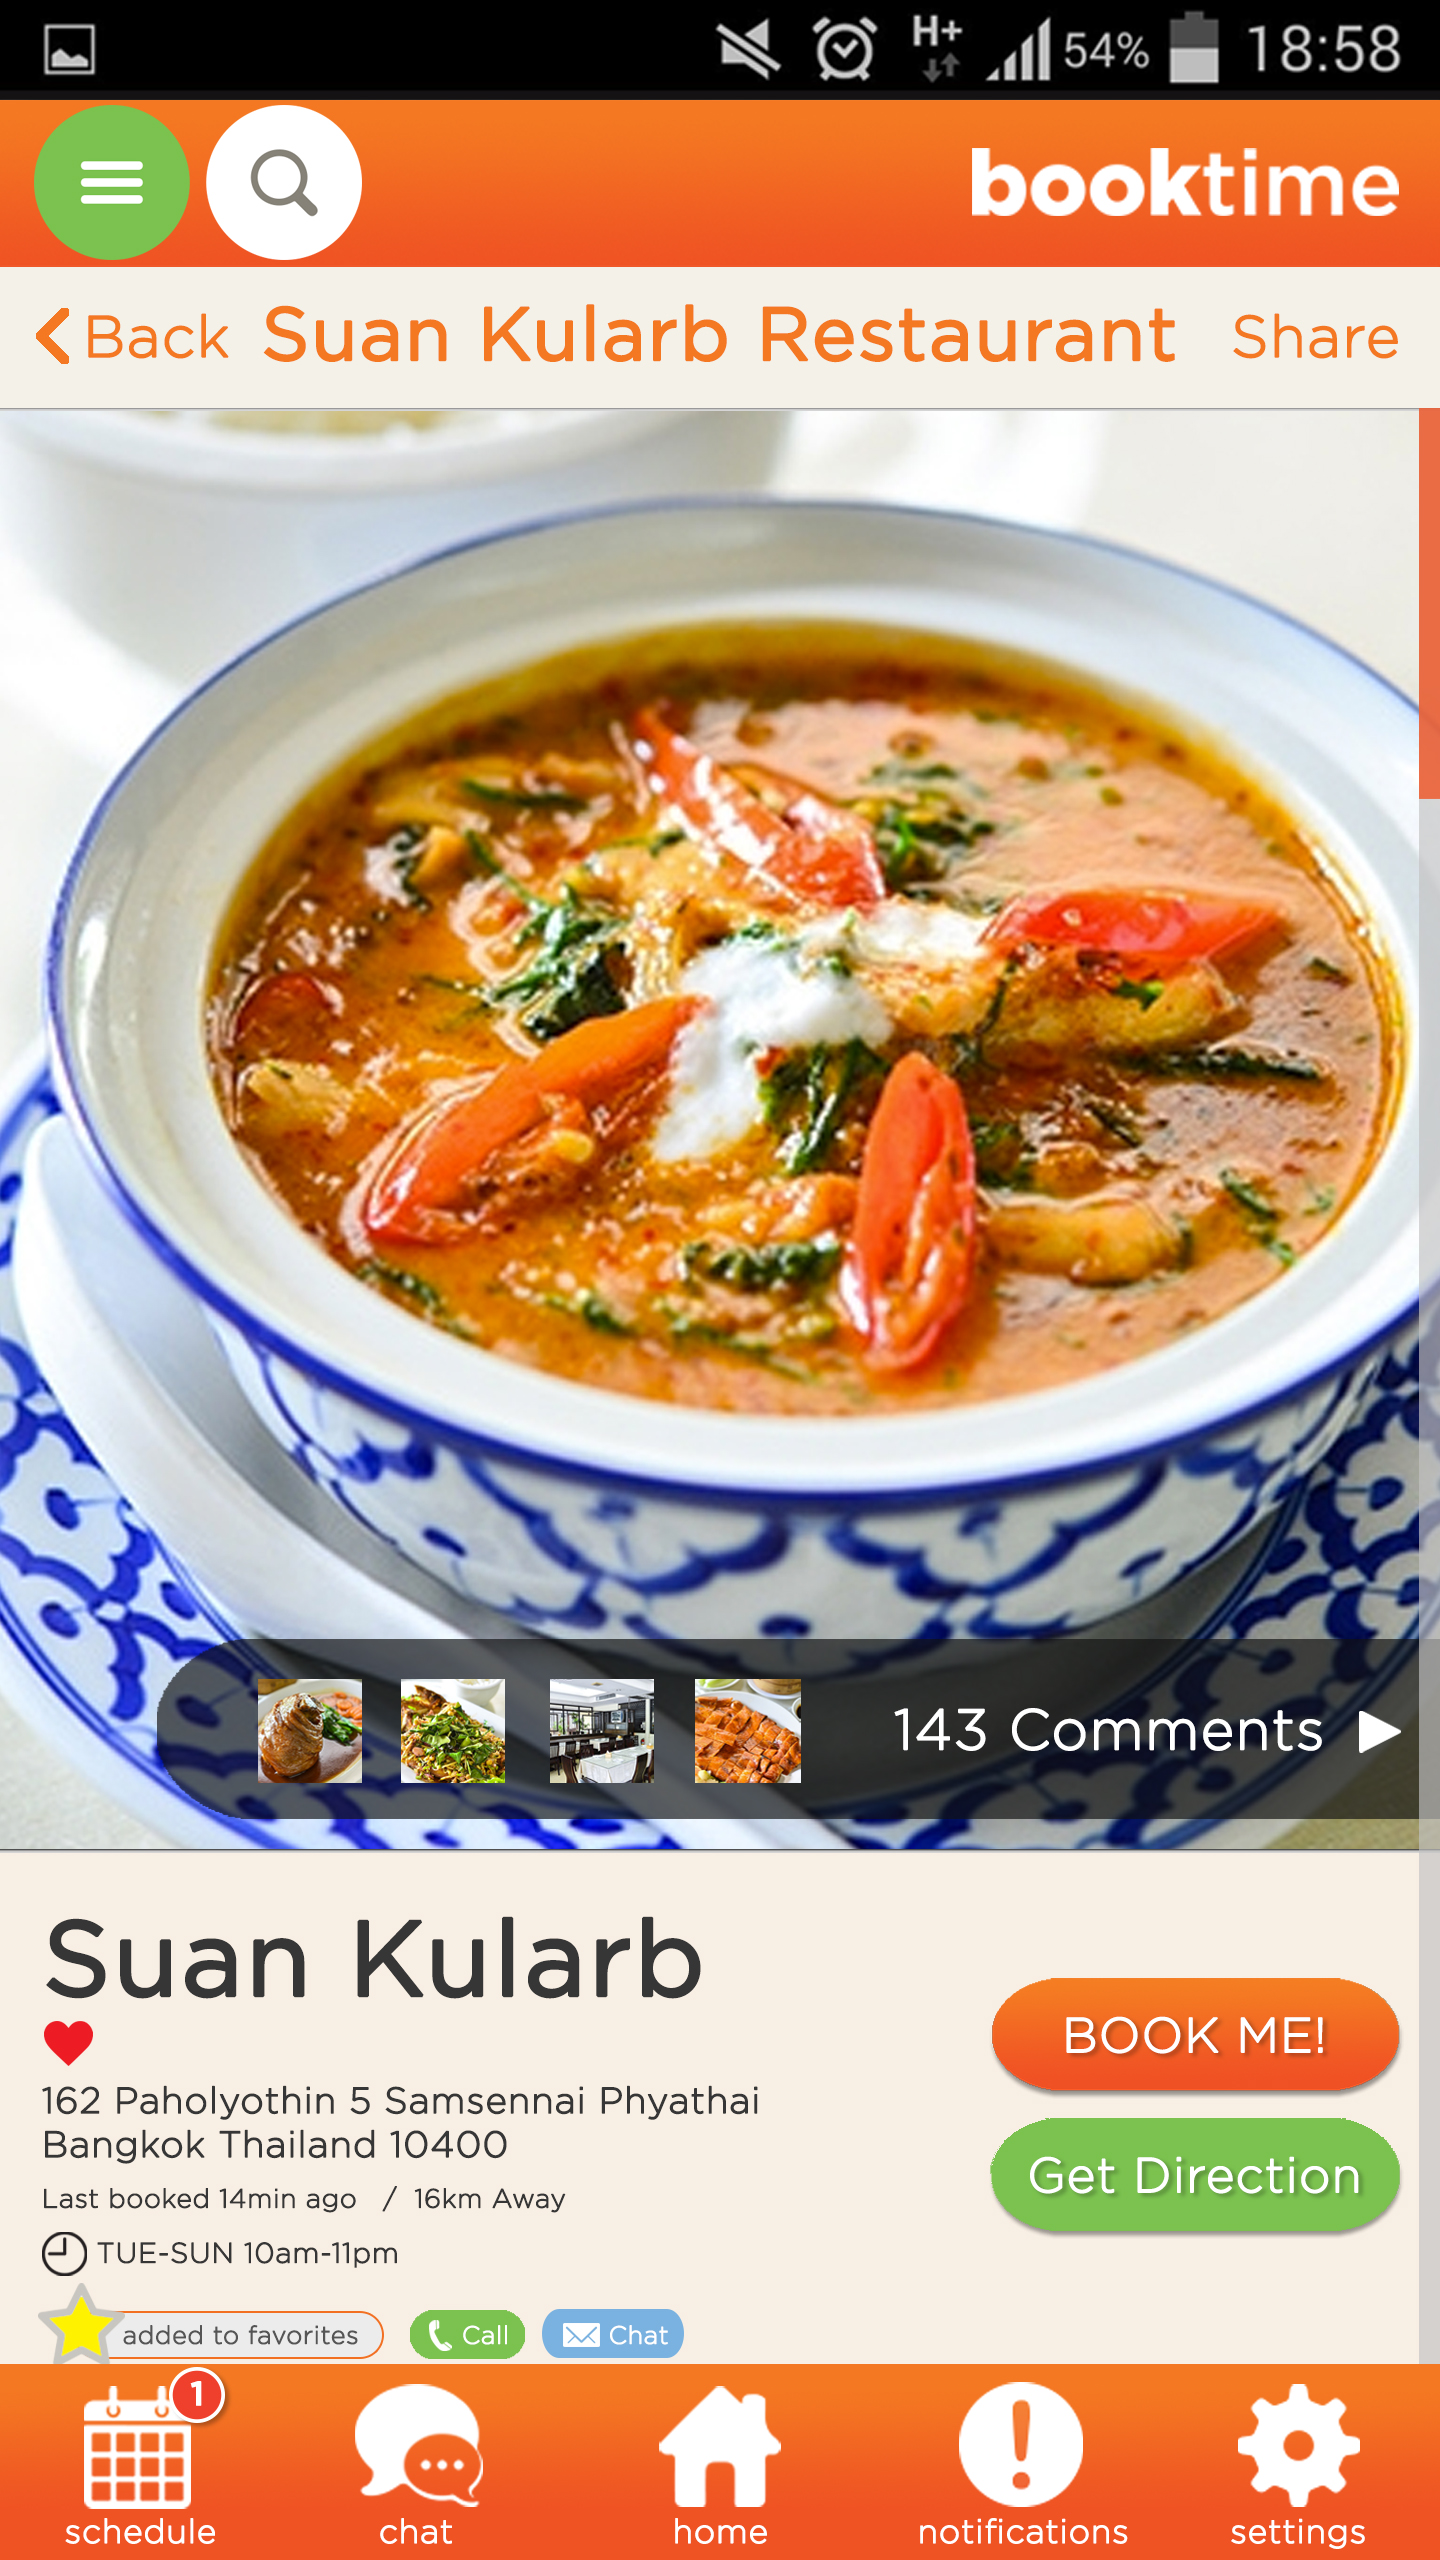 H+ 54% 18:58
booktime
Back Suan Kularb Restaurant Share
143 Comments
Suan Kularb
BOOK ME!
162 Paholyothin 5 Samsennai Phyathai
Bangkok Thailand 10400
Get Direction
Last booked 14min ago / 16km Away
TUE-SUN 10am-11pm
added to favorites Call Chat
1
schedule chat home notifications settings